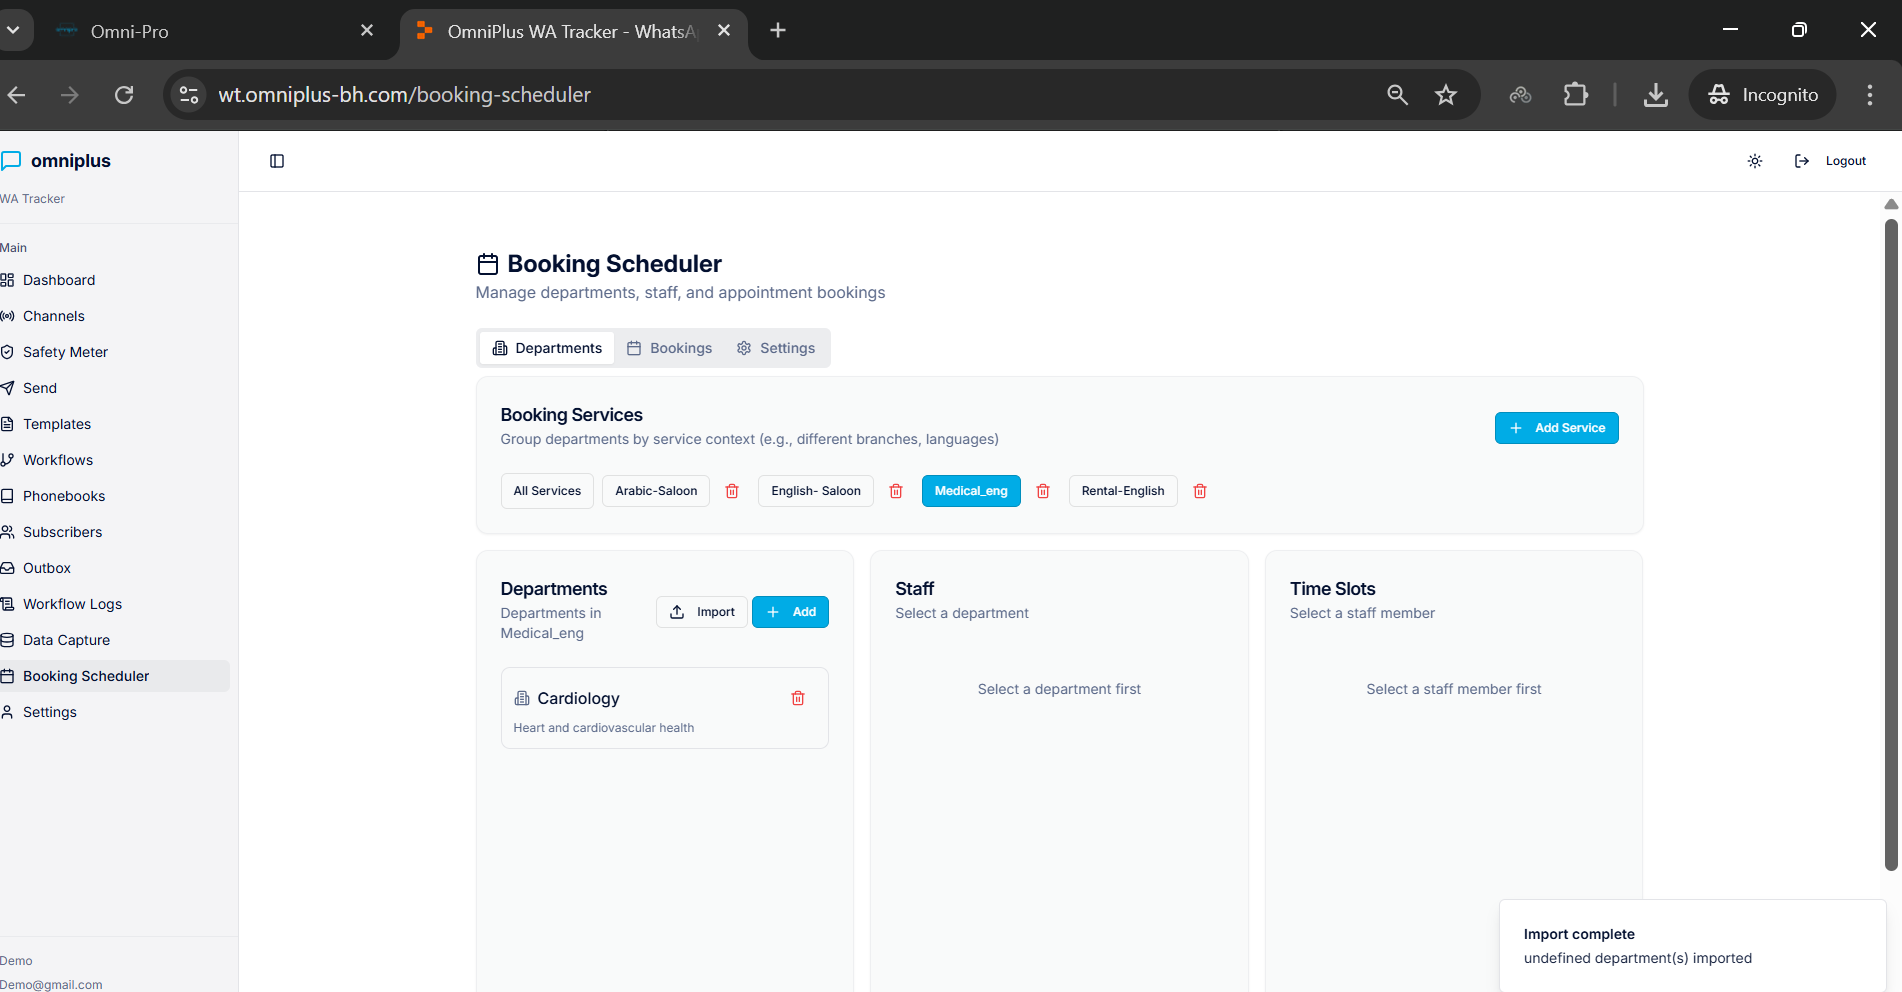 Omni-Pro
OmniPlus WA Tracker - WhatsA
wt.omniplus-bh.com/booking-scheduler
Incognito
omniplus
WA Tracker
Logout
Main
Dashboard
Channels
Safety Meter
Send
Templates
Workflows
Phonebooks
Subscribers
Outbox
Workflow Logs
Data Capture
Booking Scheduler
Settings
Demo
Demo@gmail.com
Booking Scheduler
Manage departments, staff, and appointment bookings
Departments
Bookings
Settings
Booking Services
Group departments by service context (e.g., different branches, languages)
Add Service
All Services
Arabic-Saloon
English- Saloon
Medical_eng
Rental-English
Departments
Departments in
Medical_eng
Import
Add
Cardiology
Heart and cardiovascular health
Staff
Select a department
Select a department first
Time Slots
Select a staff member
Select a staff member first
Import complete
undefined department(s) imported